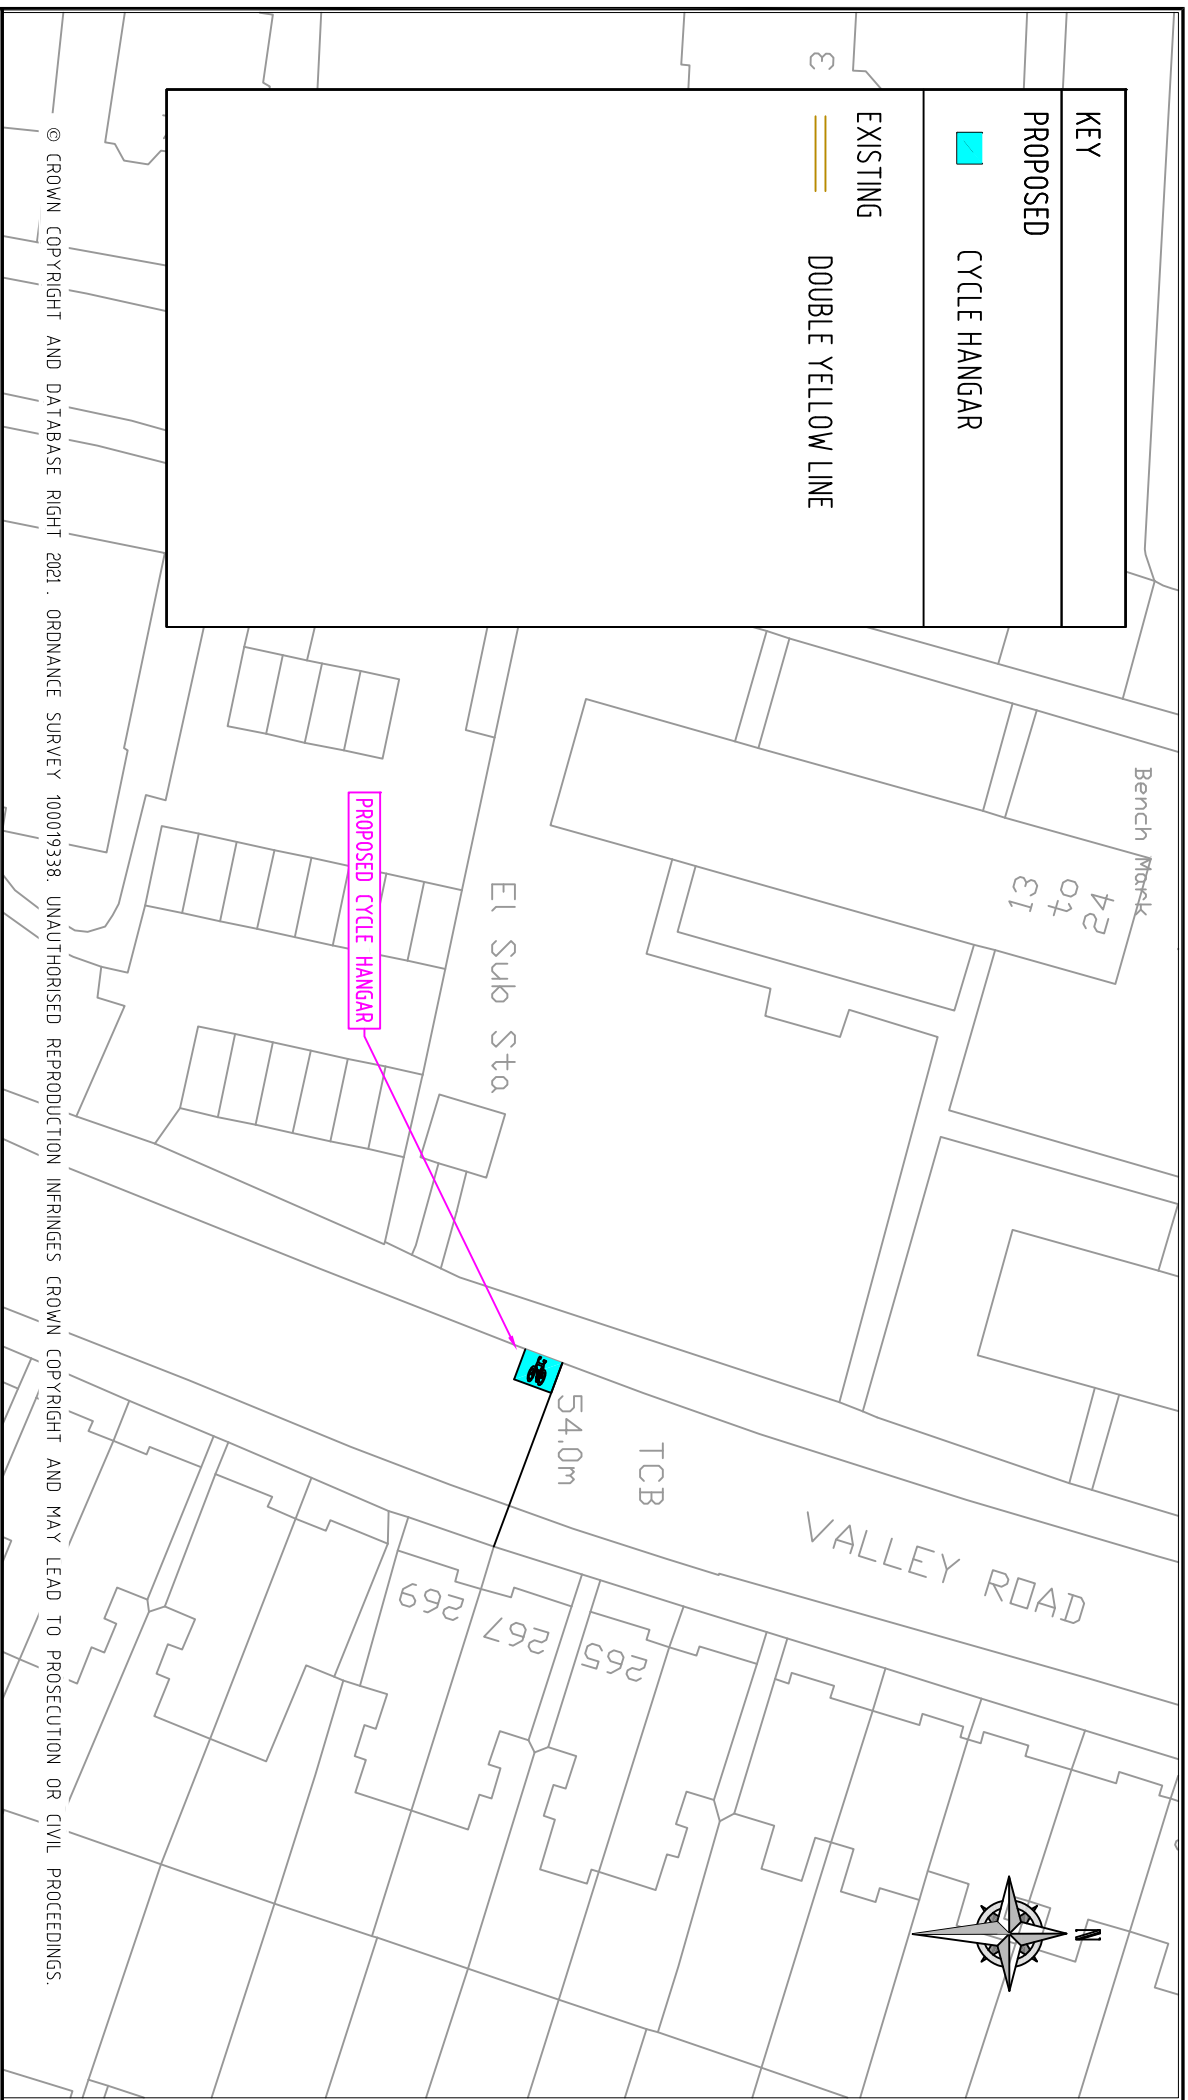 KEY
PROPOSED
CYCLE HANGAR
EXISTING
DOUBLE YELLOW LINE
3
Bench Mark
13
to
24
El Sub Sta
PROPOSED CYCLE HANGAR
54.0m
TCB
VALLEY ROAD
269
267
265
N
© CROWN COPYRIGHT AND DATABASE RIGHT 2021 . ORDNANCE SURVEY 100019338. UNAUTHORISED REPRODUCTION INFRINGES CROWN COPYRIGHT AND MAY LEAD TO PROSECUTION OR CIVIL PROCEEDINGS.